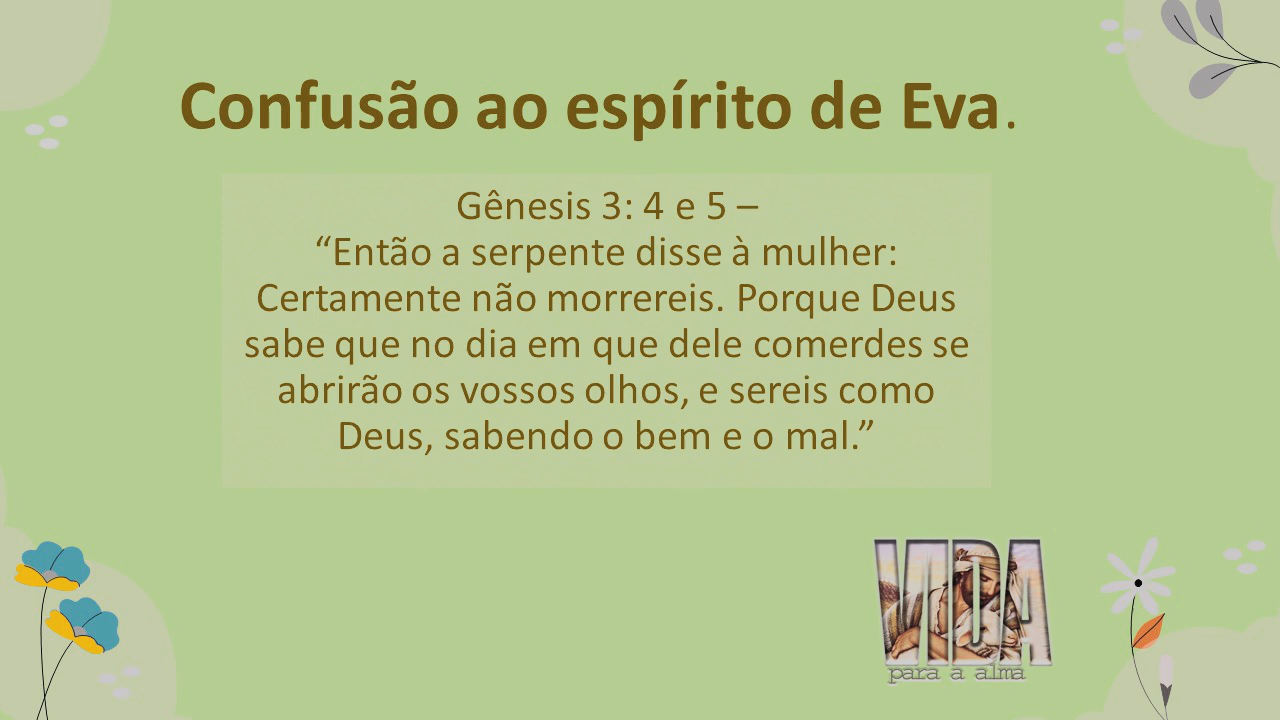 Confusão ao espírito de Eva.
Gênesis 3: 4 e 5 –
“Então a serpente disse à mulher:
Certamente não morrereis. Porque Deus
sabe que no dia em que dele comerdes se
abrirão os vossos olhos, e sereis como
Deus, sabendo o bem e o mal.”
VIDA
para a alma